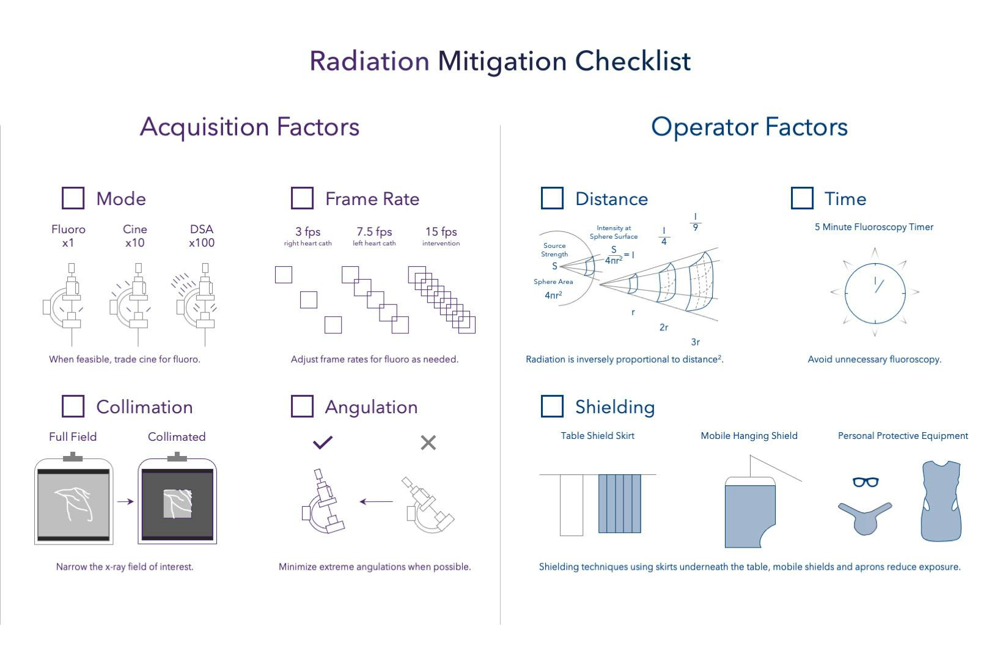 Radiation Mitigation Checklist
Acquisition Factors
Mode
Fluoro
x1
Cine
x10
DSA
x100
When feasible, trade cine for fluoro.
Frame Rate
3 fps
right heart cath
7.5 fps
left heart cath
15 fps
intervention
Adjust frame rates for fluoro as needed.
Collimation
Full Field
Collimated
Narrow the x-ray field of interest.
Angulation
Minimize extreme angulations when possible.
Operator Factors
Distance
Source
Strength
S
Sphere Area
4πr²
Intensity at
Sphere Surface
S
4πr² = I
I
4
I
9
r
2r
3r
Radiation is inversely proportional to distance².
Time
5 Minute Fluoroscopy Timer
Avoid unnecessary fluoroscopy.
Shielding
Table Shield Skirt
Mobile Hanging Shield
Personal Protective Equipment
Shielding techniques using skirts underneath the table, mobile shields and aprons reduce exposure.